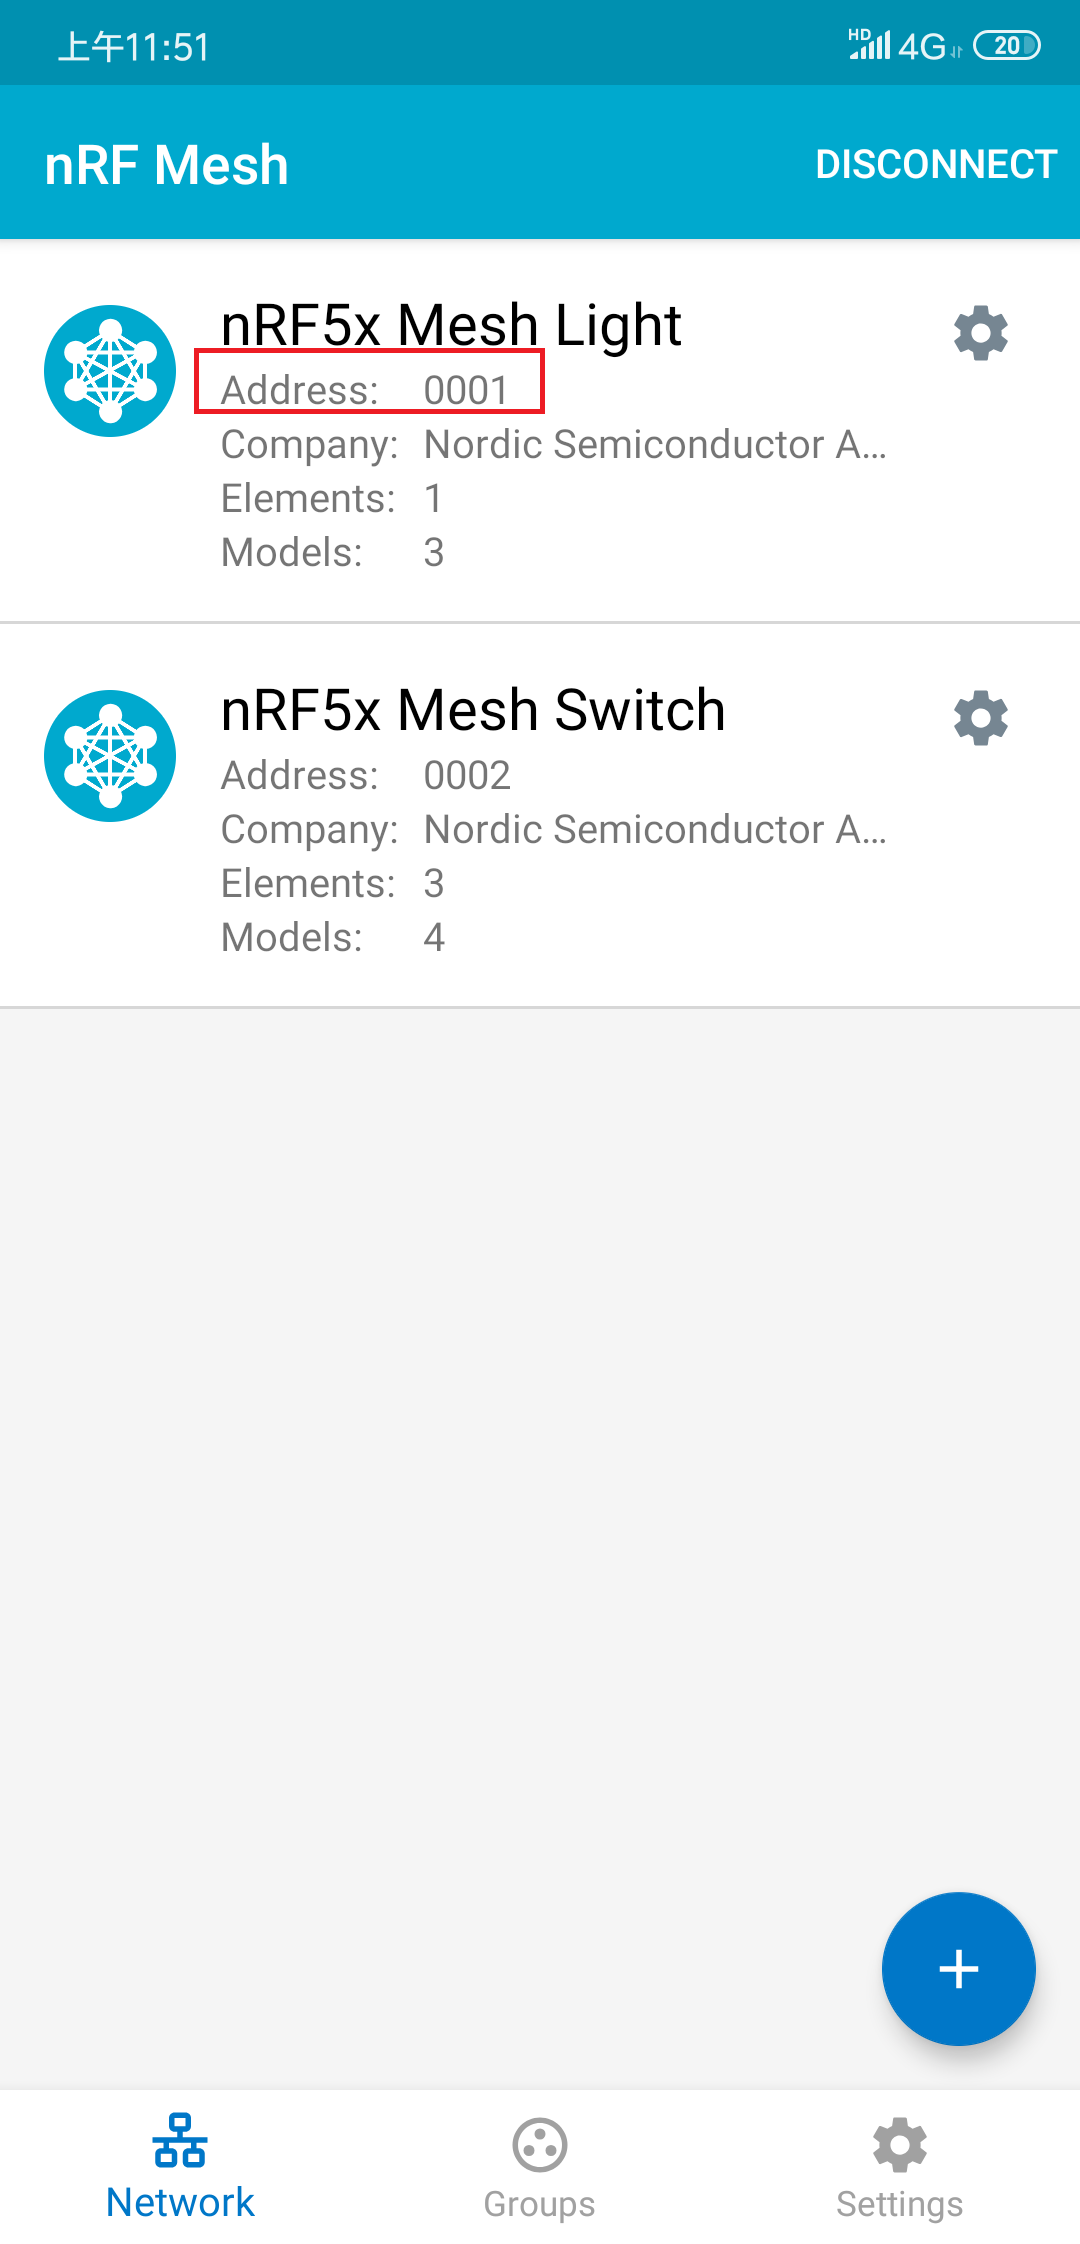 上午11:51
HD 4G 20
nRF Mesh
DISCONNECT
nRF5x Mesh Light
Address: 0001
Company: Nordic Semiconductor A...
Elements: 1
Models: 3
nRF5x Mesh Switch
Address: 0002
Company: Nordic Semiconductor A...
Elements: 3
Models: 4
Network
Groups
Settings